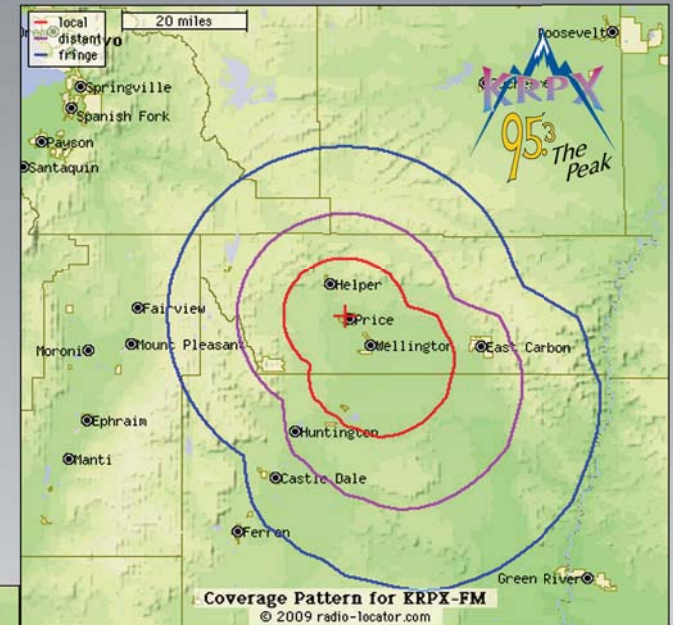 local
distant
fringe
20 miles
vo
Roosevelt
KRPX
95.3 The
Peak
Springville
Spanish Fork
Payson
Santaquin
Helper
Fairview
Price
Moroni
Mount Pleasan
Wellington
East Carbon
Ephraim
Huntington
Manti
Castle Dale
Ferron
Green River
Coverage Pattern for KRPX-FM
© 2009 radio-locator.com